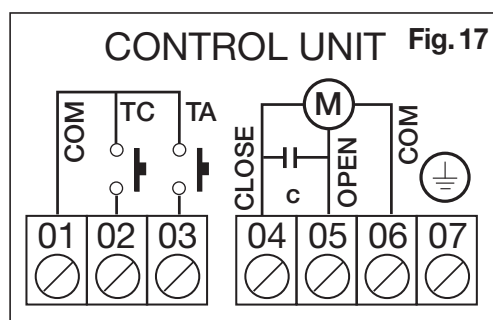 CONTROL UNIT Fig. 17
COM TC TA CLOSE C M OPEN COM
01 02 03 04 05 06 07